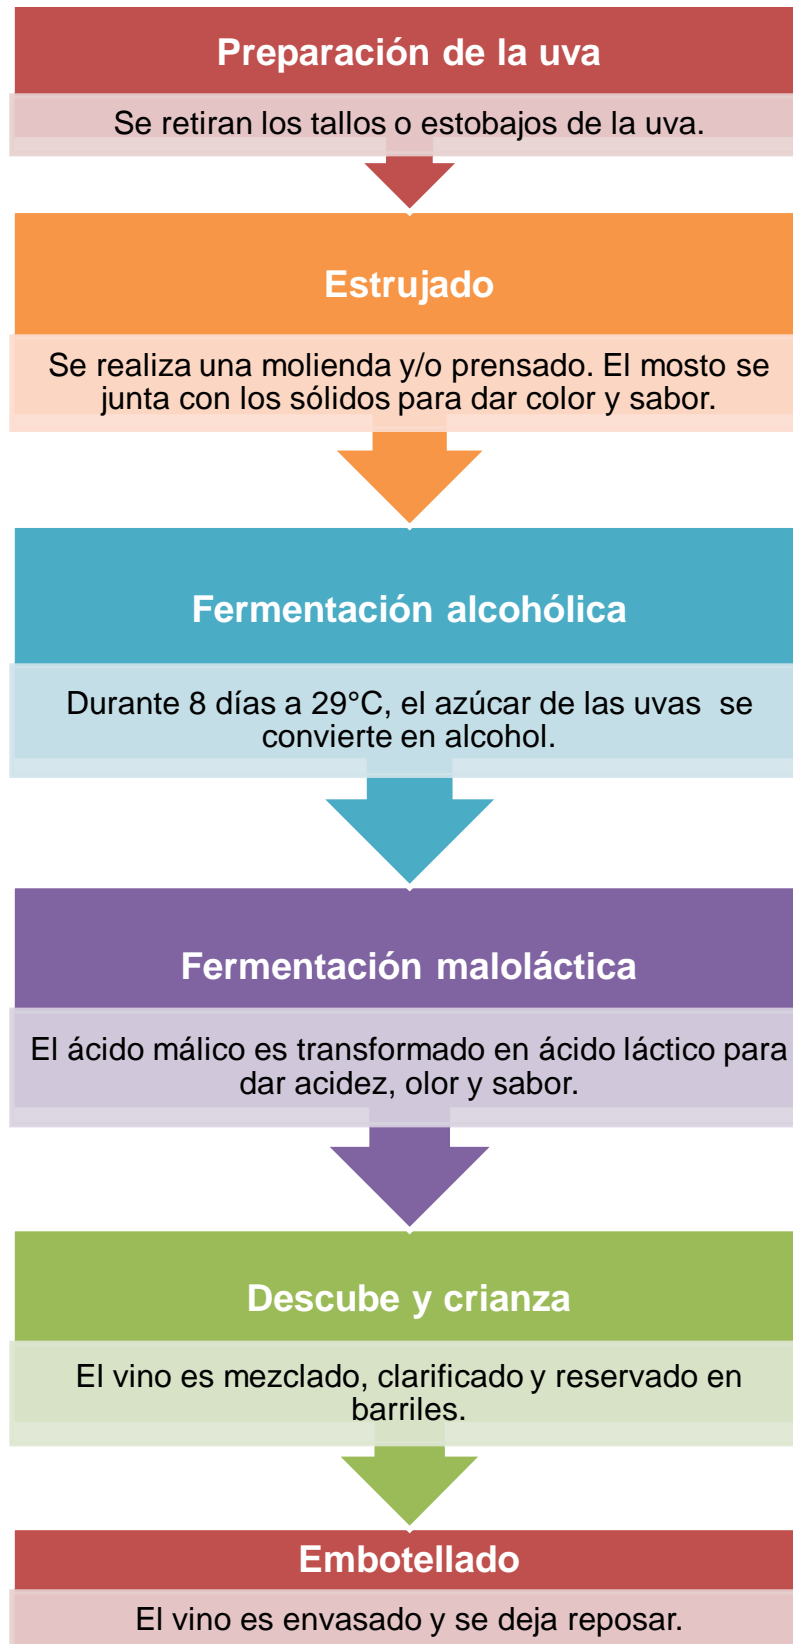 Preparación de la uva
Se retiran los tallos o estobajos de la uva.
Estrujado
Se realiza una molienda y/o prensado. El mosto se
junta con los sólidos para dar color y sabor.
Fermentación alcohólica
Durante 8 días a 29°C, el azúcar de las uvas se
convierte en alcohol.
Fermentación maloláctica
El ácido málico es transformado en ácido láctico para
dar acidez, olor y sabor.
Descube y crianza
El vino es mezclado, clarificado y reservado en
barriles.
Embotellado
El vino es envasado y se deja reposar.